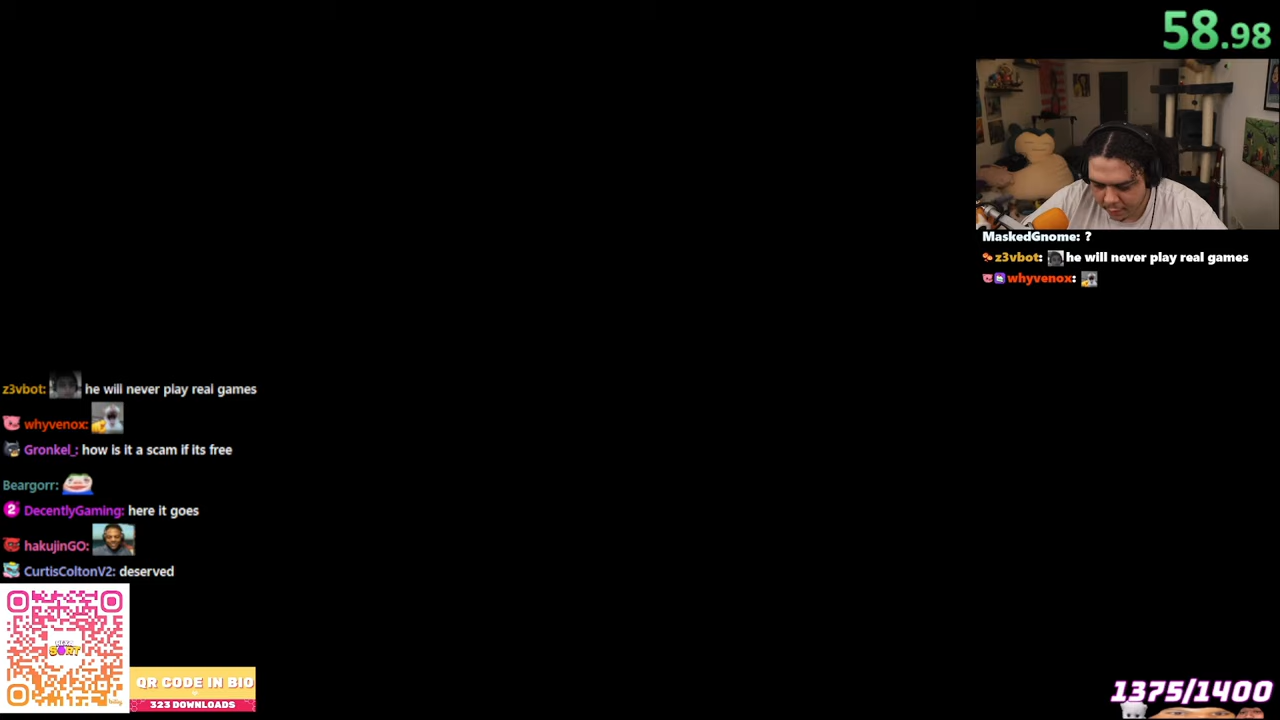 58.98
MaskedGnome: ?
z3vbot: he will never play real games
whyvenox:
z3vbot: he will never play real games
whyvenox:
Gronkel_: how is it a scam if its free
Beargorr:
2 DecentlyGaming: here it goes
hakujinGO:
CurtisColtonV2: deserved
SORT
QR CODE IN BIO
323 DOWNLOADS
1375/1400